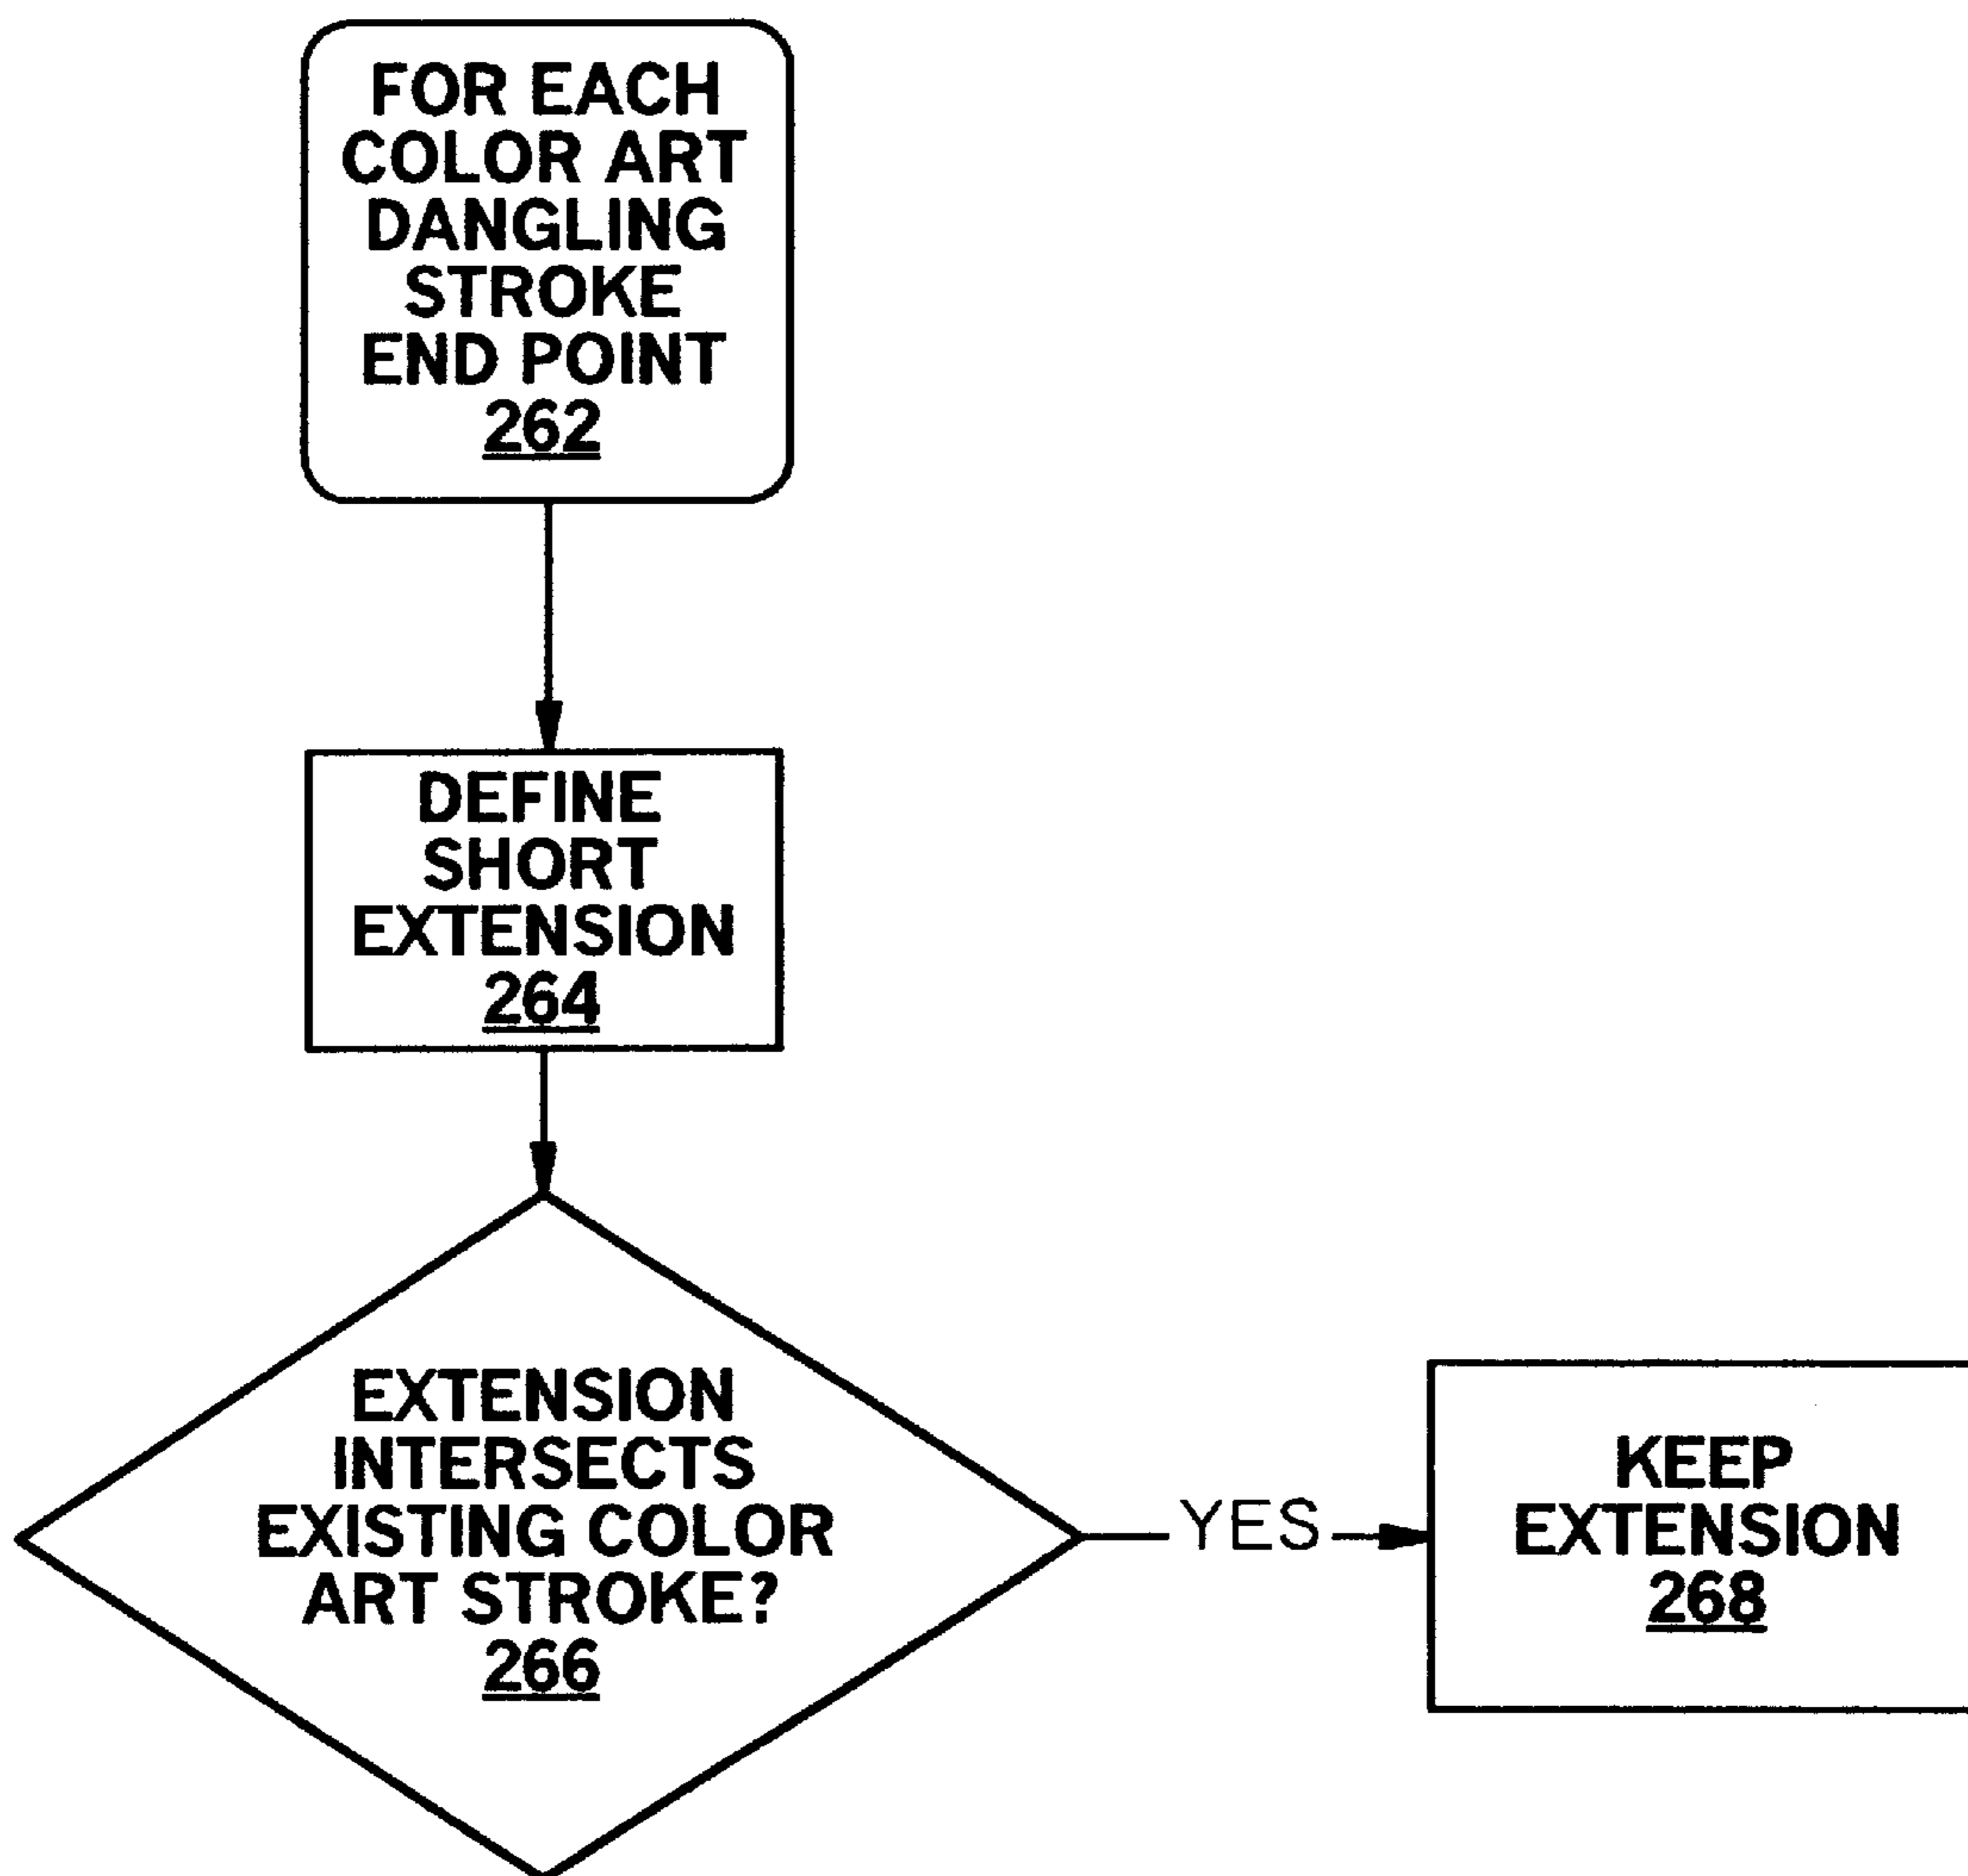 FOR EACH
COLOR ART
DANGLING
STROKE
END POINT
262
DEFINE
SHORT
EXTENSION
264
EXTENSION
INTERSECTS
EXISTING COLOR
ART STROKE?
266
YES
KEEP
EXTENSION
268